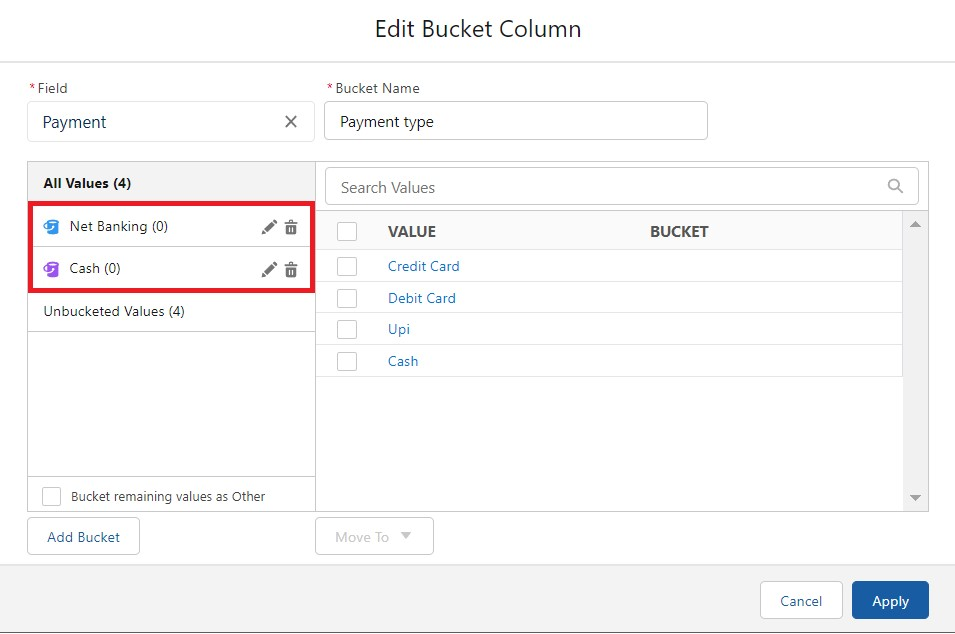 Edit Bucket Column
* Field
* Bucket Name
Payment
Payment type
All Values (4)
Search Values
Net Banking (0)
Cash (0)
Unbucketed Values (4)
VALUE BUCKET
Credit Card
Debit Card
Upi
Cash
Bucket remaining values as Other
Add Bucket
Move To
Cancel
Apply